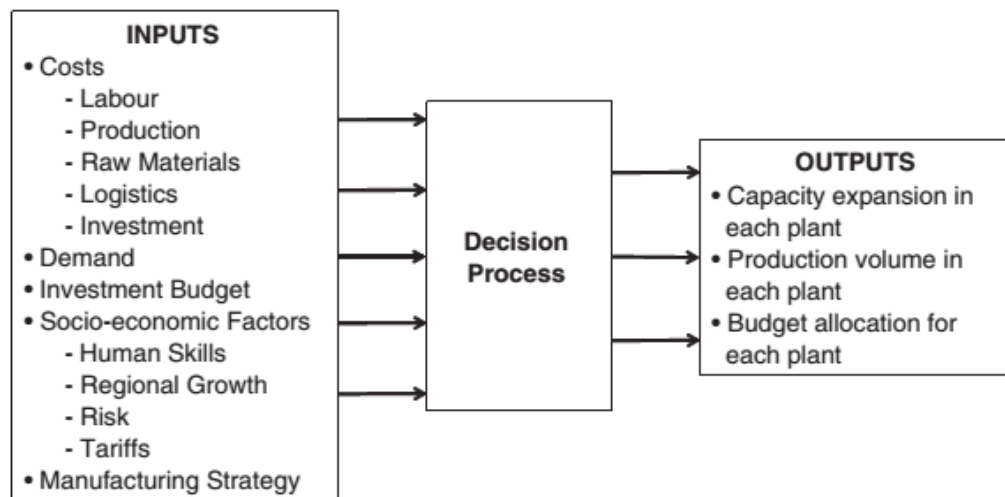 INPUTS
• Costs
- Labour
- Production
- Raw Materials
- Logistics
- Investment
• Demand
• Investment Budget
• Socio-economic Factors
- Human Skills
- Regional Growth
- Risk
- Tariffs
• Manufacturing Strategy
Decision
Process
OUTPUTS
• Capacity expansion in
each plant
• Production volume in
each plant
• Budget allocation for
each plant